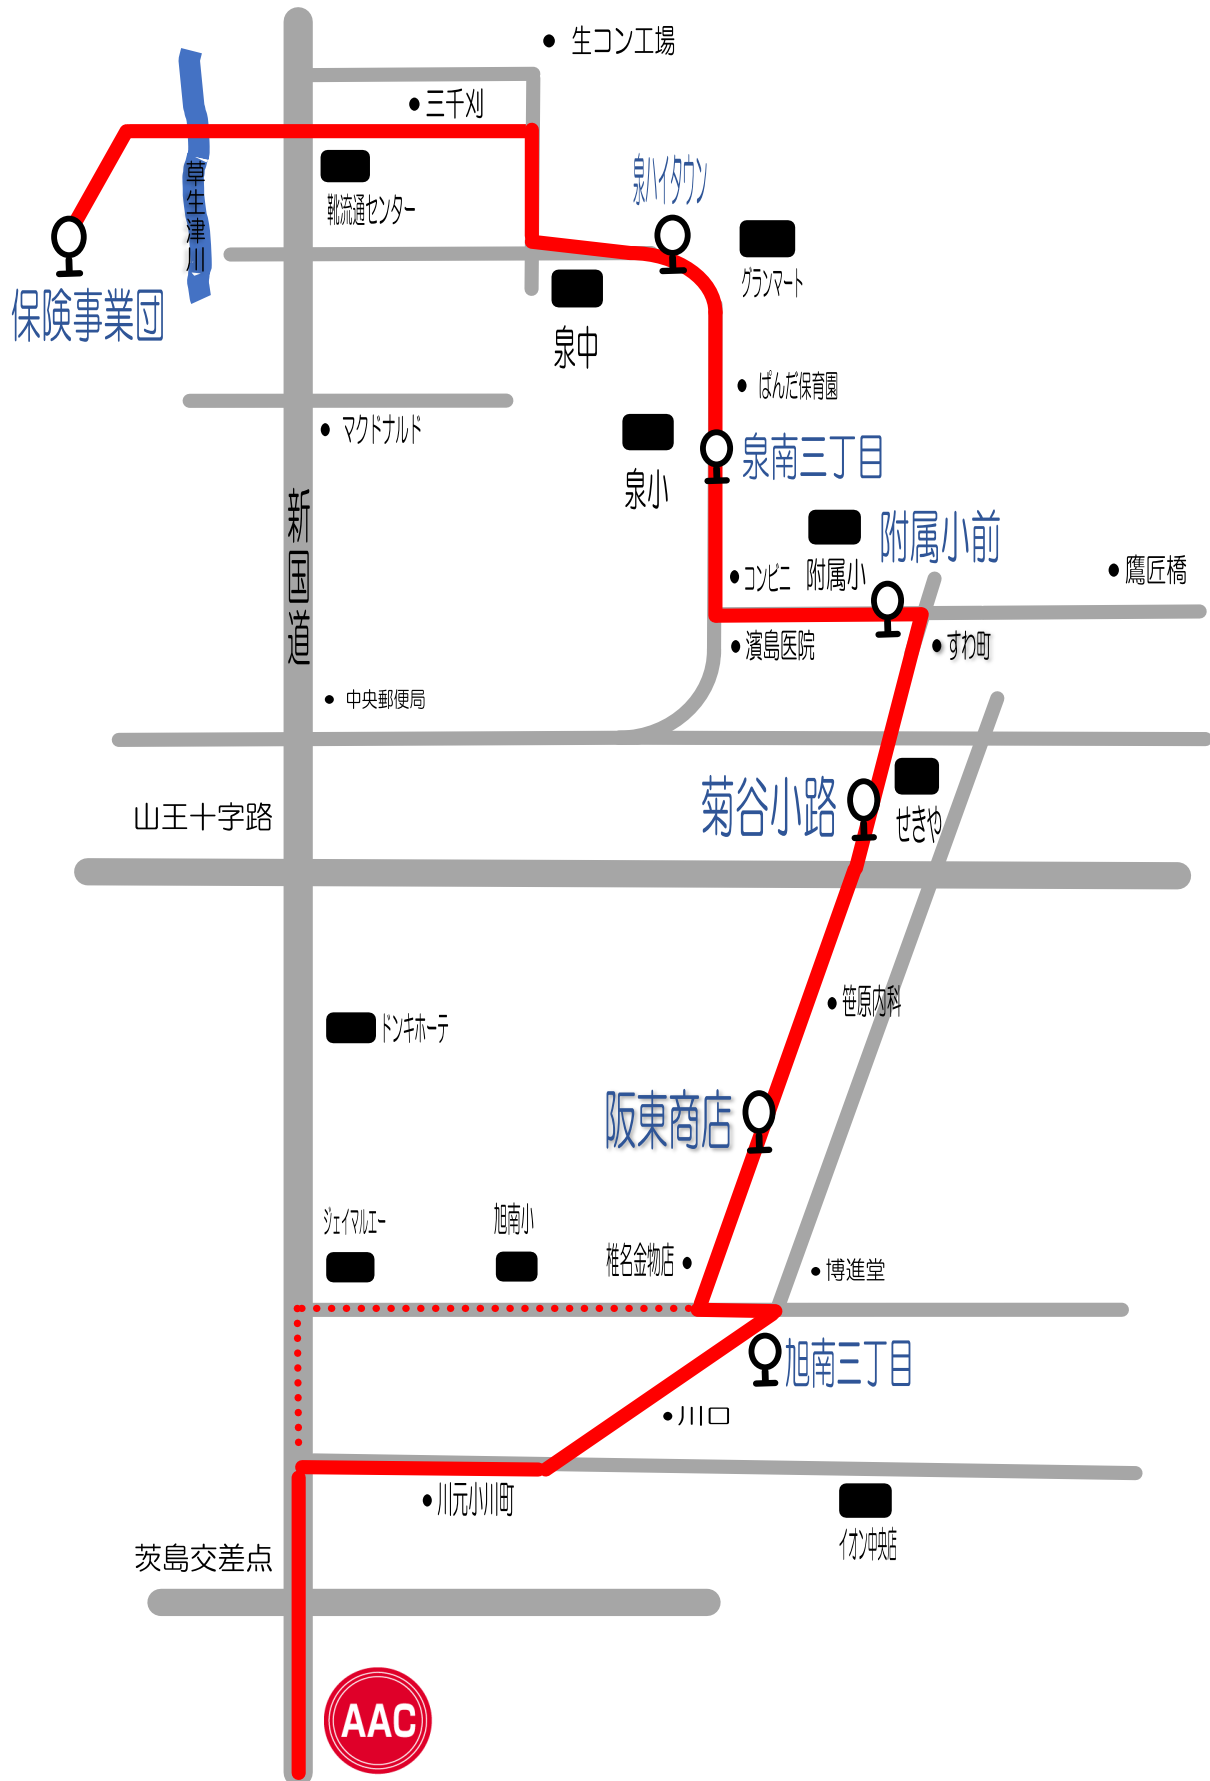 生コン工場
三千刈
草生津川
靴流通センター
泉ハイタウン
グランマート
保険事業団
泉中
ぱんだ保育園
マクドナルド
泉南三丁目
泉小
新国道
附属小前
コンビニ
附属小
鷹匠橋
濱島医院
すわ町
中央郵便局
菊谷小路
山王十字路
せきや
笹原内科
ドンキホーテ
阪東商店
ジェイマルエー
旭南小
椎名金物店
博進堂
旭南三丁目
川口
川元小川町
イオン中央店
茨島交差点
AAC